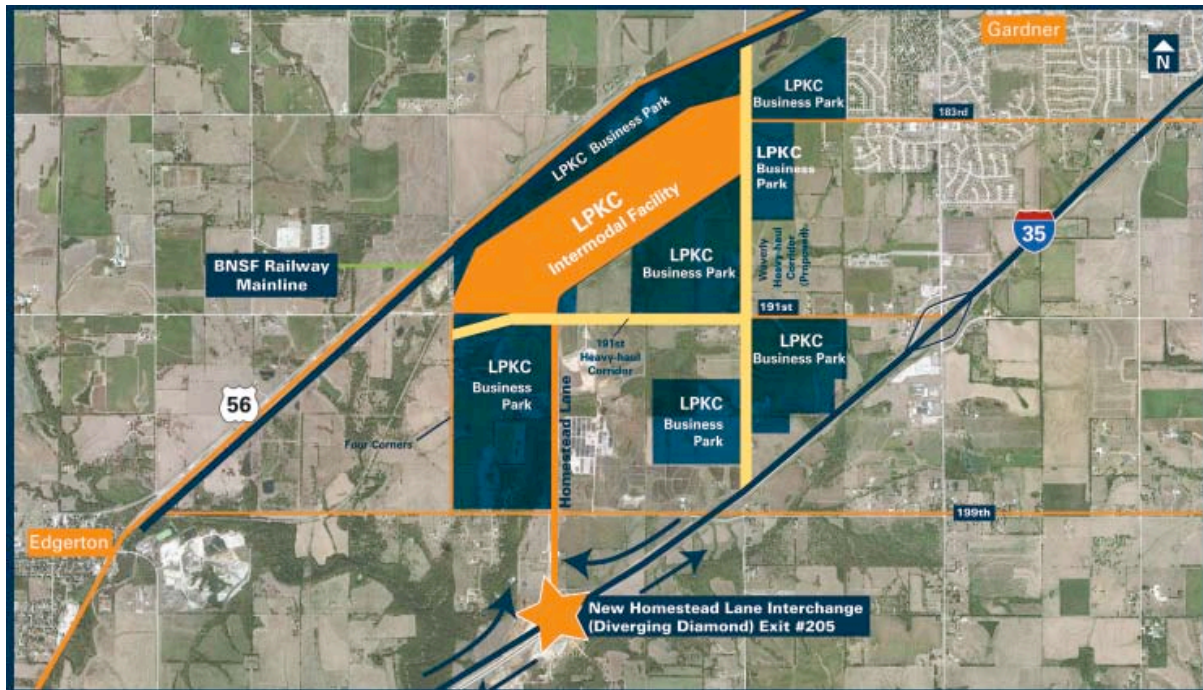 Gardner
N
LPKC
Business Park
183rd
LPKC Business Park
LPKC
Business
Park
LPKC
Intermodal Facility
35
BNSF Railway
Mainline
LPKC
Business Park
Waverly
Heavy-haul
Corridor
(Proposed)
191st
191st
Heavy-haul
Corridor
LPKC
Business Park
LPKC
Business
Park
56
LPKC
Business
Park
Four Corners
Homestead Lane
199th
Edgerton
New Homestead Lane Interchange
(Diverging Diamond) Exit #205